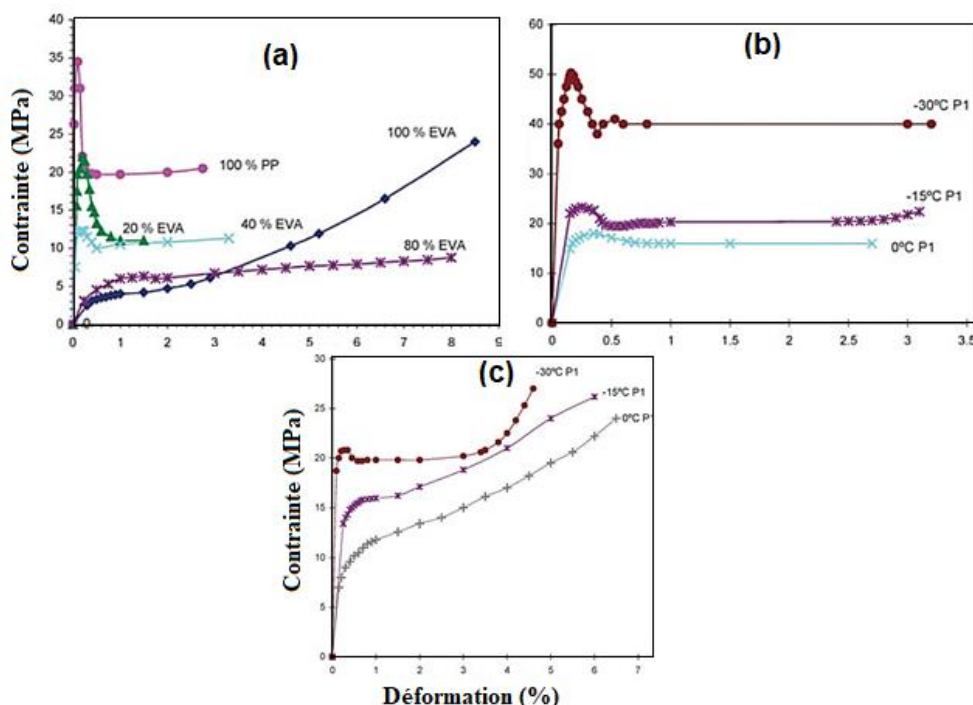 (a)
Contrainte (MPa)
40
35
30
25
20
15
10
5
0
100 % EVA
100 % PP
20 % EVA
40 % EVA
80 % EVA
0
0 1 2 3 4 5 6 7 8 9
(b)
60
50
40
30
20
10
0
-30ºC P1
-15ºC P1
0ºC P1
0 0.5 1 1.5 2 2.5 3 3.5
(c)
Contrainte (MPa)
30
25
20
15
10
5
0
-30ºC P1
-15ºC P1
0ºC P1
0 1 2 3 4 5 6 7
Déformation (%)